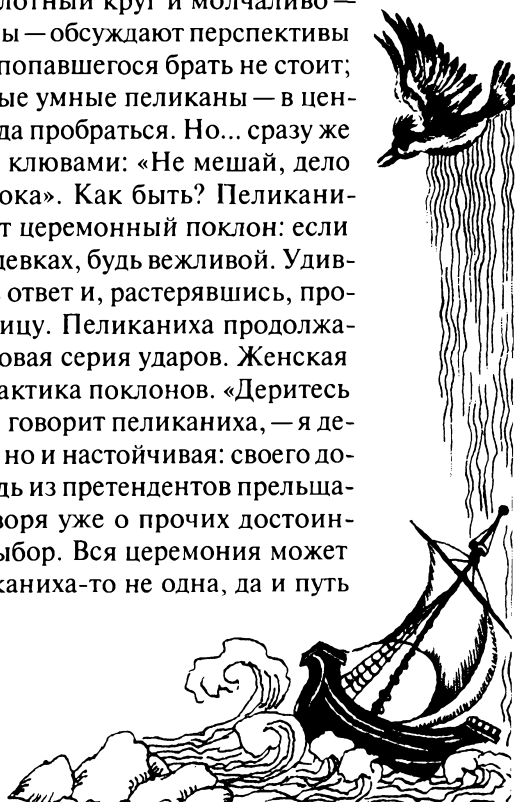 лотный круг и молчаливо —
ы — обсуждают перспективы
попавшегося брать не стоит;
ые умные пеликаны — в цен-
да пробраться. Но... сразу же
клювами: «Не мешай, дело
ока». Как быть? Пеликани-
т церемонный поклон: если
девках, будь вежливой. Удив-
ответ и, растерявшись, про-
ицу. Пеликаниха продолжа-
овая серия ударов. Женская
актика поклонов. «Деритесь
говорит пеликаниха, — я де-
но и настойчивая: своего до-
дь из претендентов прельща-
воря уже о прочих достоин-
ыбор. Вся церемония может
каниха-то не одна, да и путь